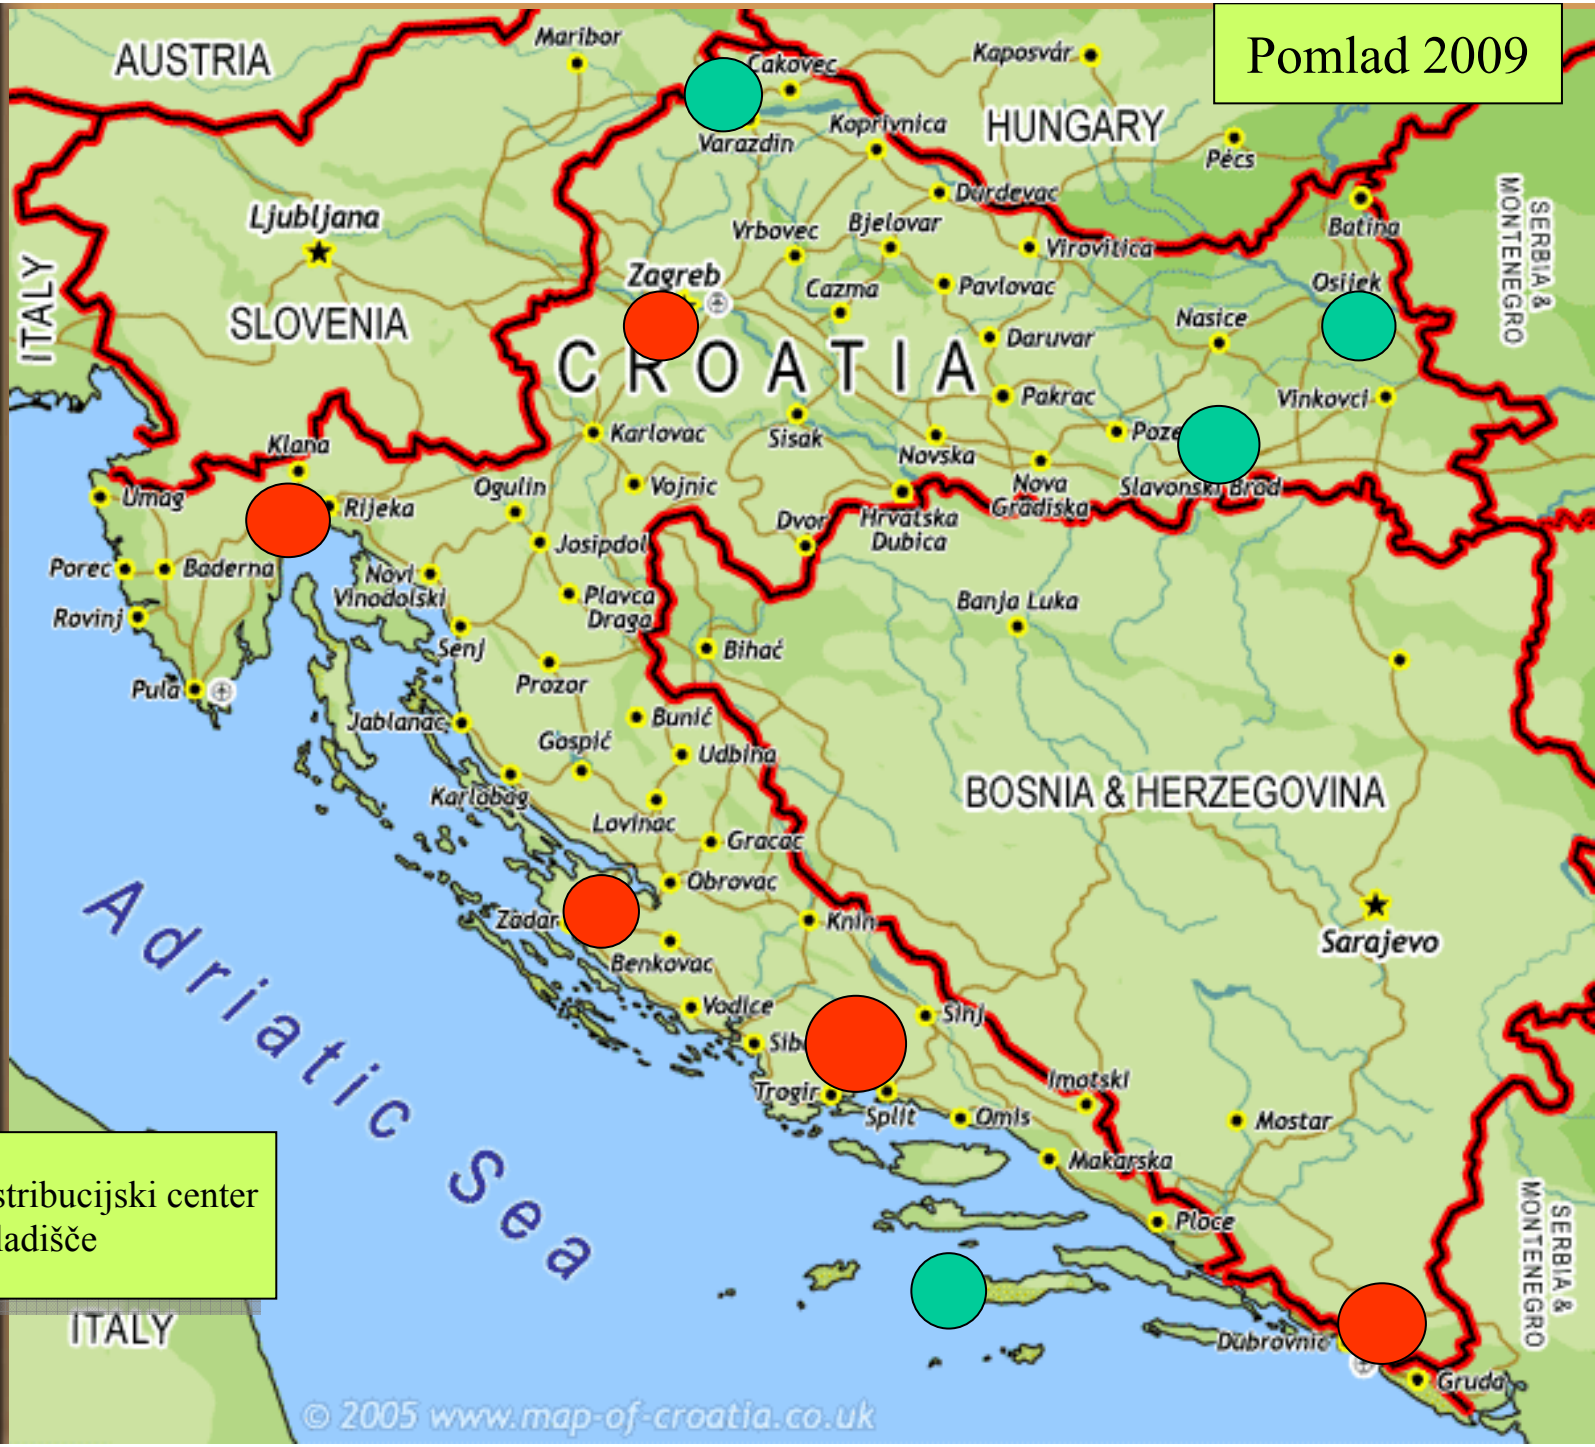 Pomlad 2009
AUSTRIA
Maribor
Cakovec
Kaposvár
HUNGARY
Varazdin
Koprivnica
Pécs
Durdevac
SERBIA &
MONTENEGRO
Ljubljana
Vrbovec
Bjelovar
Virovitica
Batina
ITALY
Zagreb
Cazma
Pavlovac
Osijek
SLOVENIA
Nasice
Daruvar
CROATIA
Pakrac
Vinkovci
Klana
Karlovac
Sisak
Novska
Poze
Umag
Rijeka
Ogulin
Vojnic
Nova
Gradiska
Slavonski Brod
Hrvatska
Dubica
Dvor
Josipdol
Porec
Baderna
Novi
Vinodolski
Plavca
Draga
Banja Luka
Rovinj
Senj
Bihać
Pula
Prozor
Jablanac
Bunić
Gospić
Udbina
Karlobag
Lovinac
BOSNIA & HERZEGOVINA
Gracac
Obrovac
Zadar
Knin
Sarajevo
Benkovac
Adriatic Sea
Vodice
Sinj
Sib
Trogir
Split
Omis
Imotski
Mostar
Makarska
stribucijski center
ladišče
Ploce
SERBIA &
MONTENEGRO
ITALY
Dubrovnic
Gruda
© 2005 www.map-of-croatia.co.uk